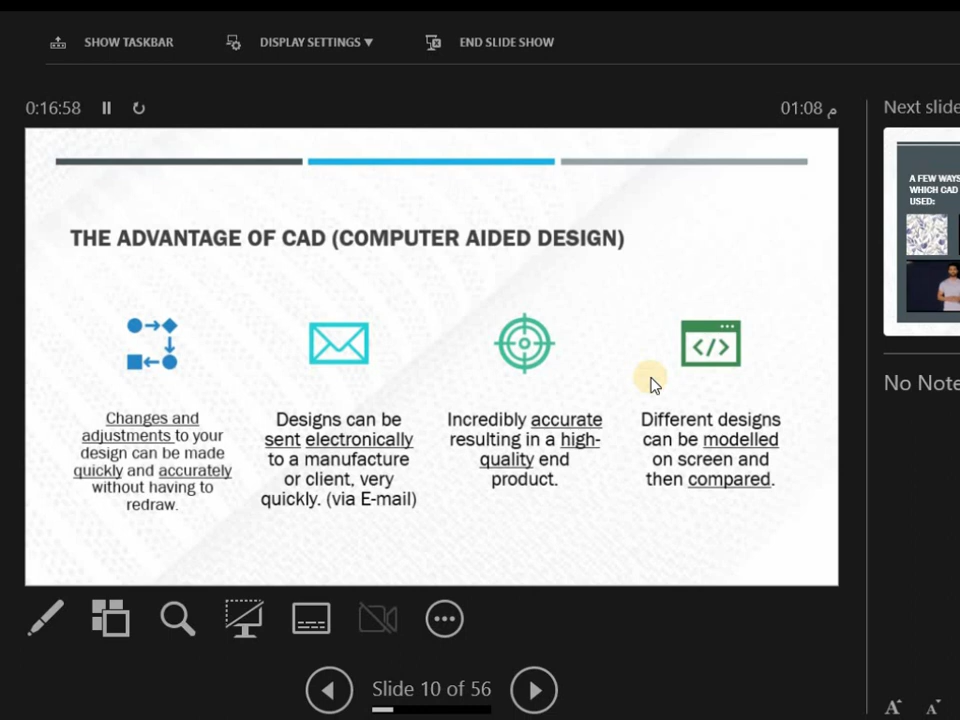 SHOW TASKBAR
DISPLAY SETTINGS ▼
END SLIDE SHOW
0:16:58
01:08 م
Next slide
THE ADVANTAGE OF CAD (COMPUTER AIDED DESIGN)
Changes and
adjustments to your
design can be made
quickly and accurately
without having to
redraw.
Designs can be
sent electronically
to a manufacture
or client, very
quickly. (via E-mail)
Incredibly accurate
resulting in a high-
quality end
product.
</>
Different designs
can be modelled
on screen and
then compared.
A FEW WAYS
WHICH CAD
USED:
No Note
Slide 10 of 56
A A